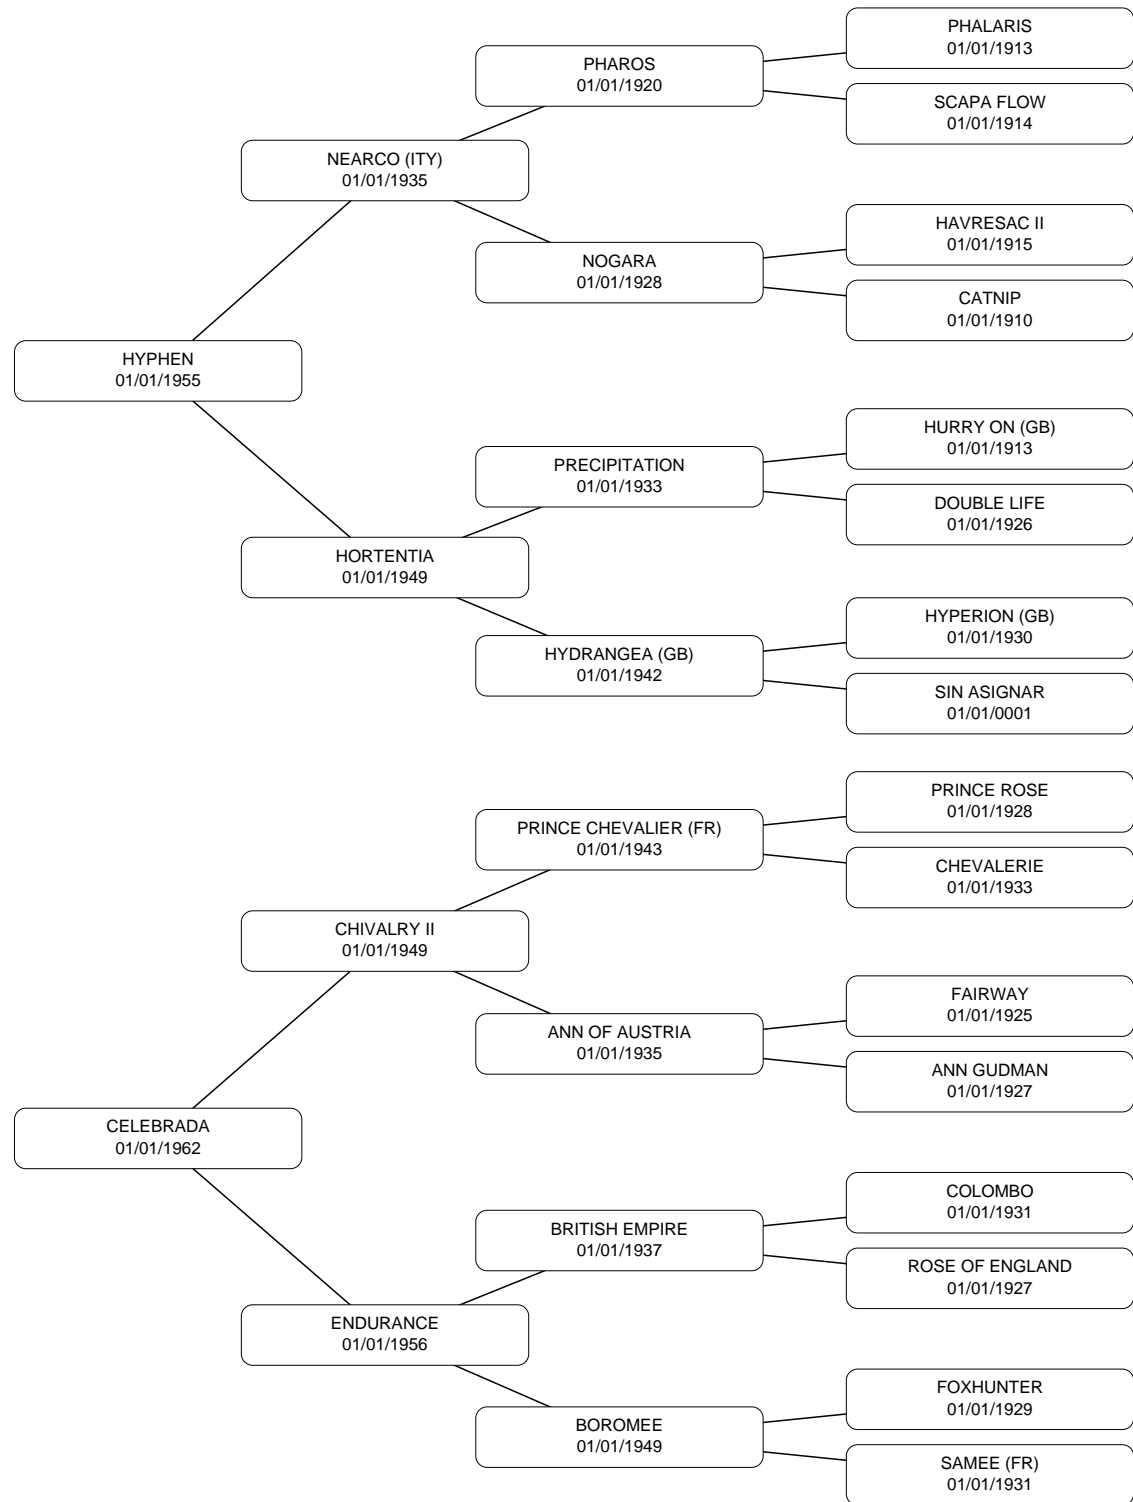 PHALARIS
01/01/1913
PHAROS
01/01/1920
SCAPA FLOW
01/01/1914
NEARCO (ITY)
01/01/1935
HAVRESAC II
01/01/1915
NOGARA
01/01/1928
CATNIP
01/01/1910
HYPHEN
01/01/1955
HURRY ON (GB)
01/01/1913
PRECIPITATION
01/01/1933
DOUBLE LIFE
01/01/1926
HORTENTIA
01/01/1949
HYPERION (GB)
01/01/1930
HYDRANGEA (GB)
01/01/1942
SIN ASIGNAR
01/01/0001
PRINCE ROSE
01/01/1928
PRINCE CHEVALIER (FR)
01/01/1943
CHEVALERIE
01/01/1933
CHIVALRY II
01/01/1949
FAIRWAY
01/01/1925
ANN OF AUSTRIA
01/01/1935
ANN GUDMAN
01/01/1927
CELEBRADA
01/01/1962
COLOMBO
01/01/1931
BRITISH EMPIRE
01/01/1937
ROSE OF ENGLAND
01/01/1927
ENDURANCE
01/01/1956
FOXHUNTER
01/01/1929
BOROMEE
01/01/1949
SAMEE (FR)
01/01/1931